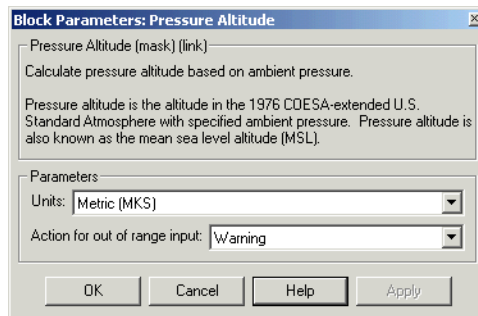 Block Parameters: Pressure Altitude
Pressure Altitude (mask) (link)
Calculate pressure altitude based on ambient pressure.
Pressure altitude is the altitude in the 1976 COESA-extended U.S.
Standard Atmosphere with specified ambient pressure. Pressure altitude is
also known as the mean sea level altitude (MSL).
Parameters
Units: Metric (MKS)
Action for out of range input: Warning
OK Cancel Help Apply